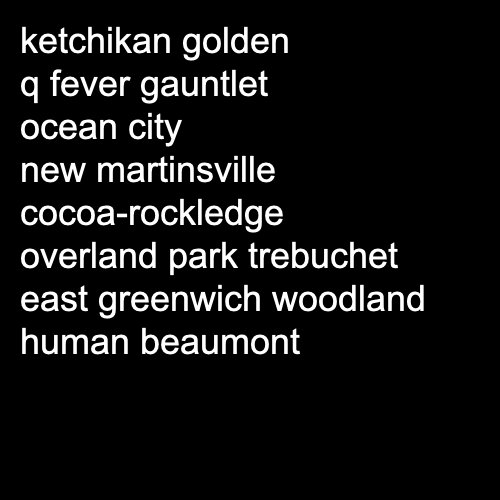 ketchikan golden
q fever gauntlet
ocean city
new martinsville
cocoa-rockledge
overland park trebuchet
east greenwich woodland
human beaumont